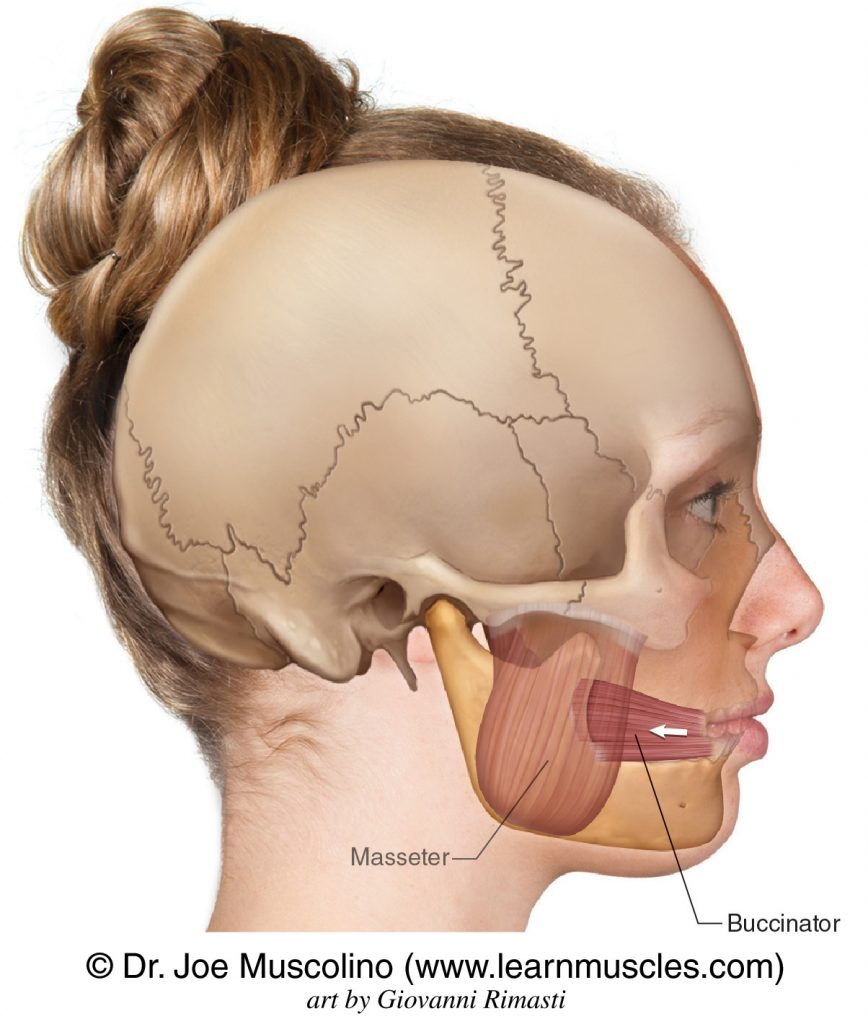 Masseter
Buccinator
© Dr. Joe Muscolino (www.learnmuscles.com)
art by Giovanni Rimasti